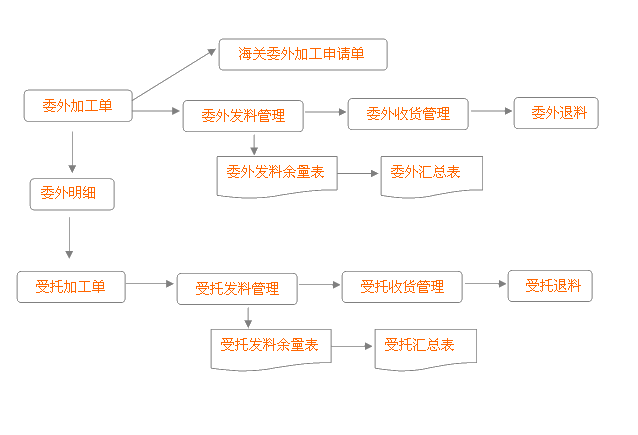 海关委外加工申请单
委外加工单
委外发料管理
委外收货管理
委外退料
委外发料余量表
委外汇总表
委外明细
受托加工单
受托发料管理
受托收货管理
受托退料
受托发料余量表
受托汇总表